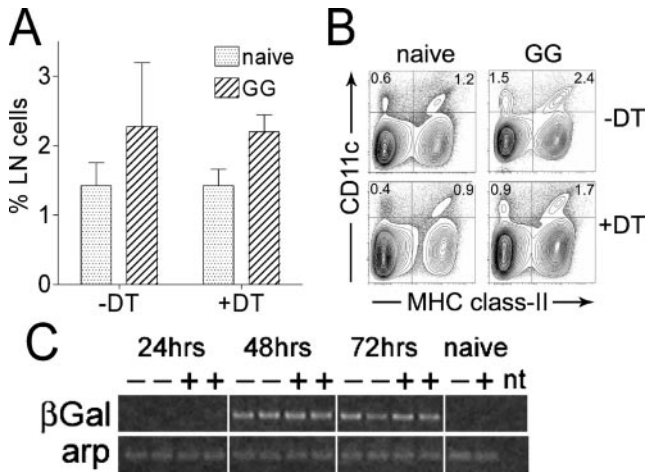 A
% LN cells
3
2
1
0
naive
GG
-DT
+DT
B
naive
GG
0.6
1.2
1.5
2.4
-DT
CD11c
0.4
0.9
0.9
1.7
+DT
MHC class-II
C
24hrs 48hrs 72hrs naive
− − + + − − + + − − + + − + nt
βGal
arp